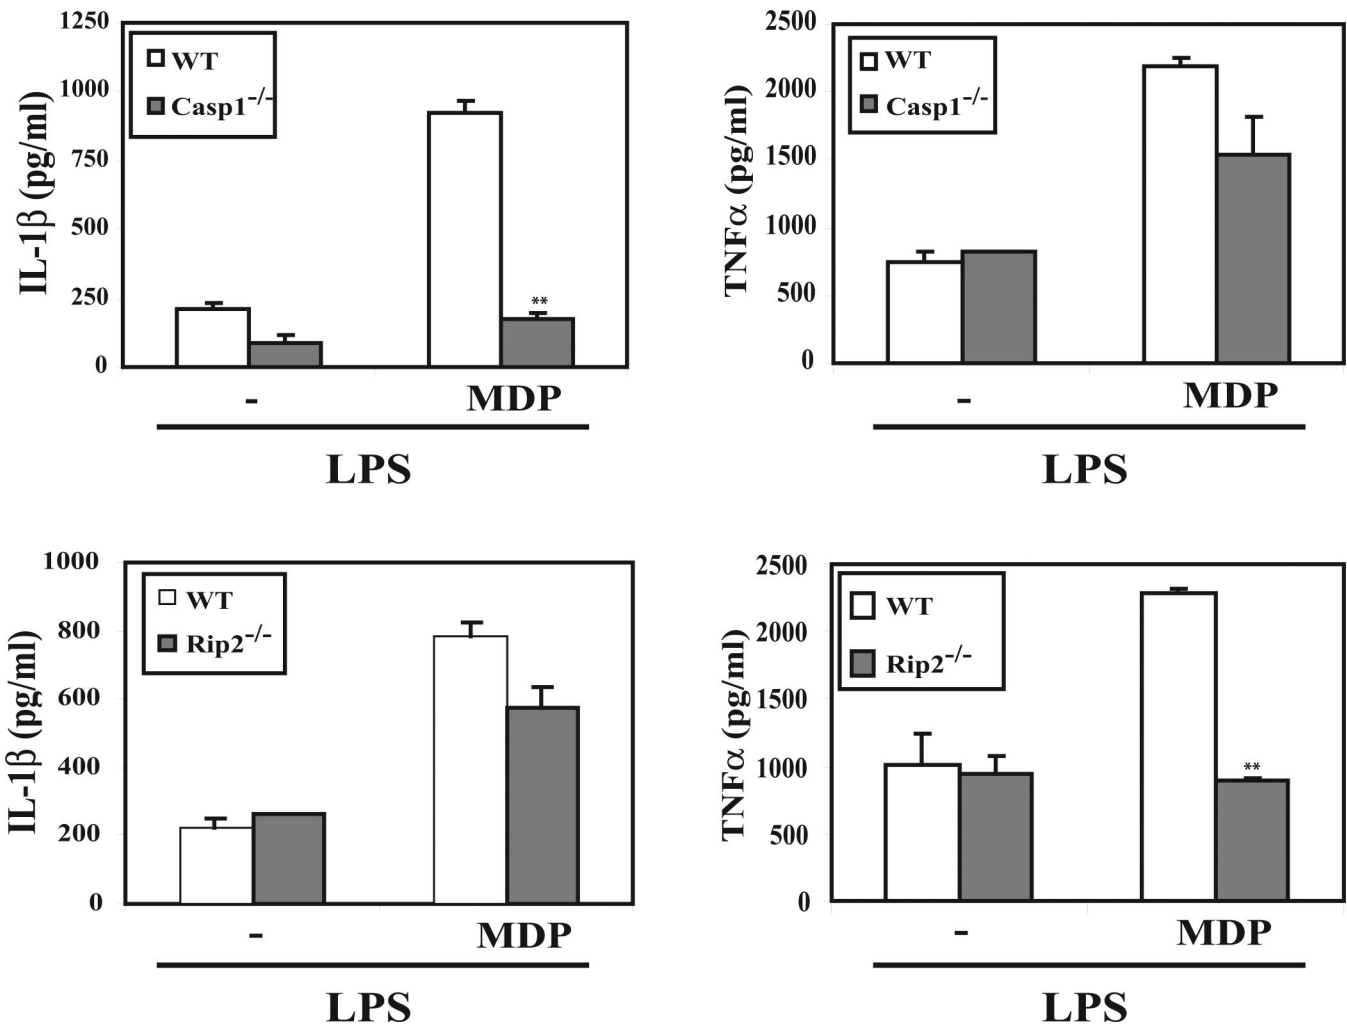 IL-1β (pg/ml)
1250
1000
750
500
250
0
WT
Casp1-/-
**
-
MDP
LPS
TNFα (pg/ml)
2500
2000
1500
1000
500
0
WT
Casp1-/-
-
MDP
LPS
IL-1β (pg/ml)
1000
800
600
400
200
0
WT
Rip2-/-
-
MDP
LPS
TNFα (pg/ml)
2500
2000
1500
1000
500
0
WT
Rip2-/-
**
-
MDP
LPS